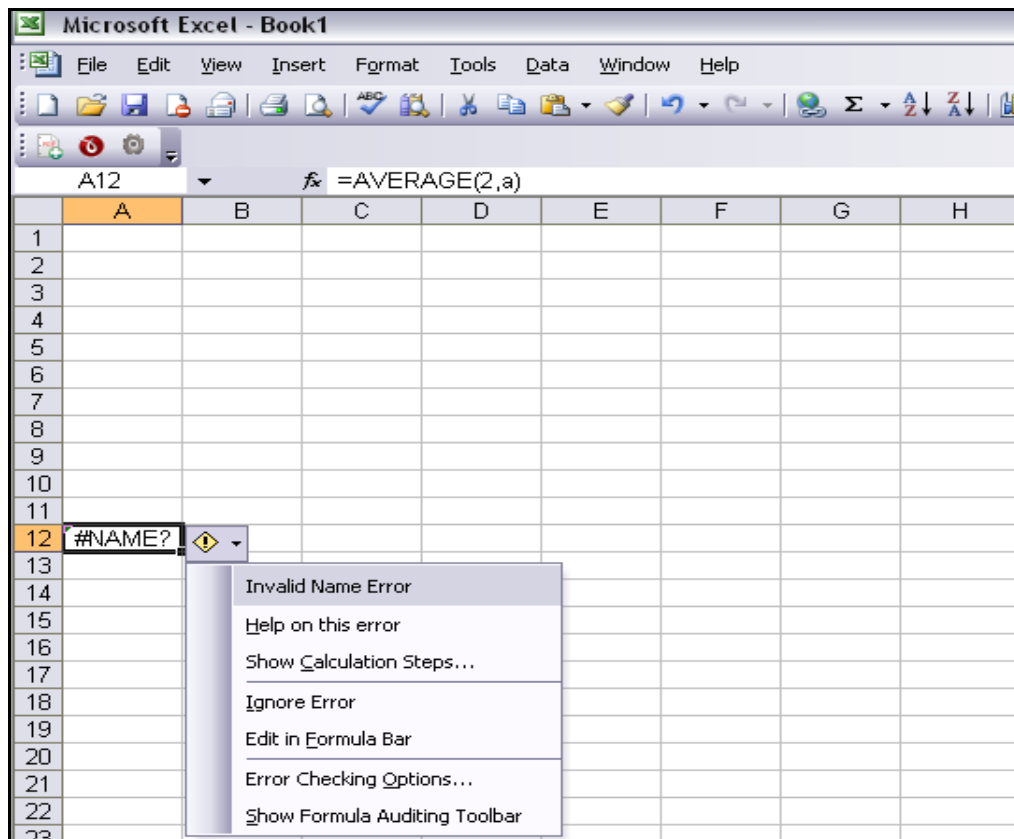 Microsoft Excel - Book1
File Edit View Insert Format Tools Data Window Help
ABC Σ A Z Z A
A12 fx =AVERAGE(2,a)
A B C D E F G H
1
2
3
4
5
6
7
8
9
10
11
12 #NAME?
13
Invalid Name Error
14
15 Help on this error
16
Show Calculation Steps...
17
18 Ignore Error
19
Edit in Formula Bar
20
21 Error Checking Options...
22 Show Formula Auditing Toolbar
23